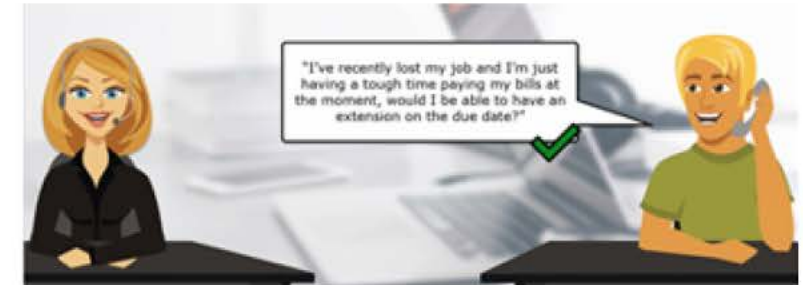 "I've recently lost my job and I'm just
having a tough time paying my bills at
the moment, would I be able to have an
extension on the due date?"